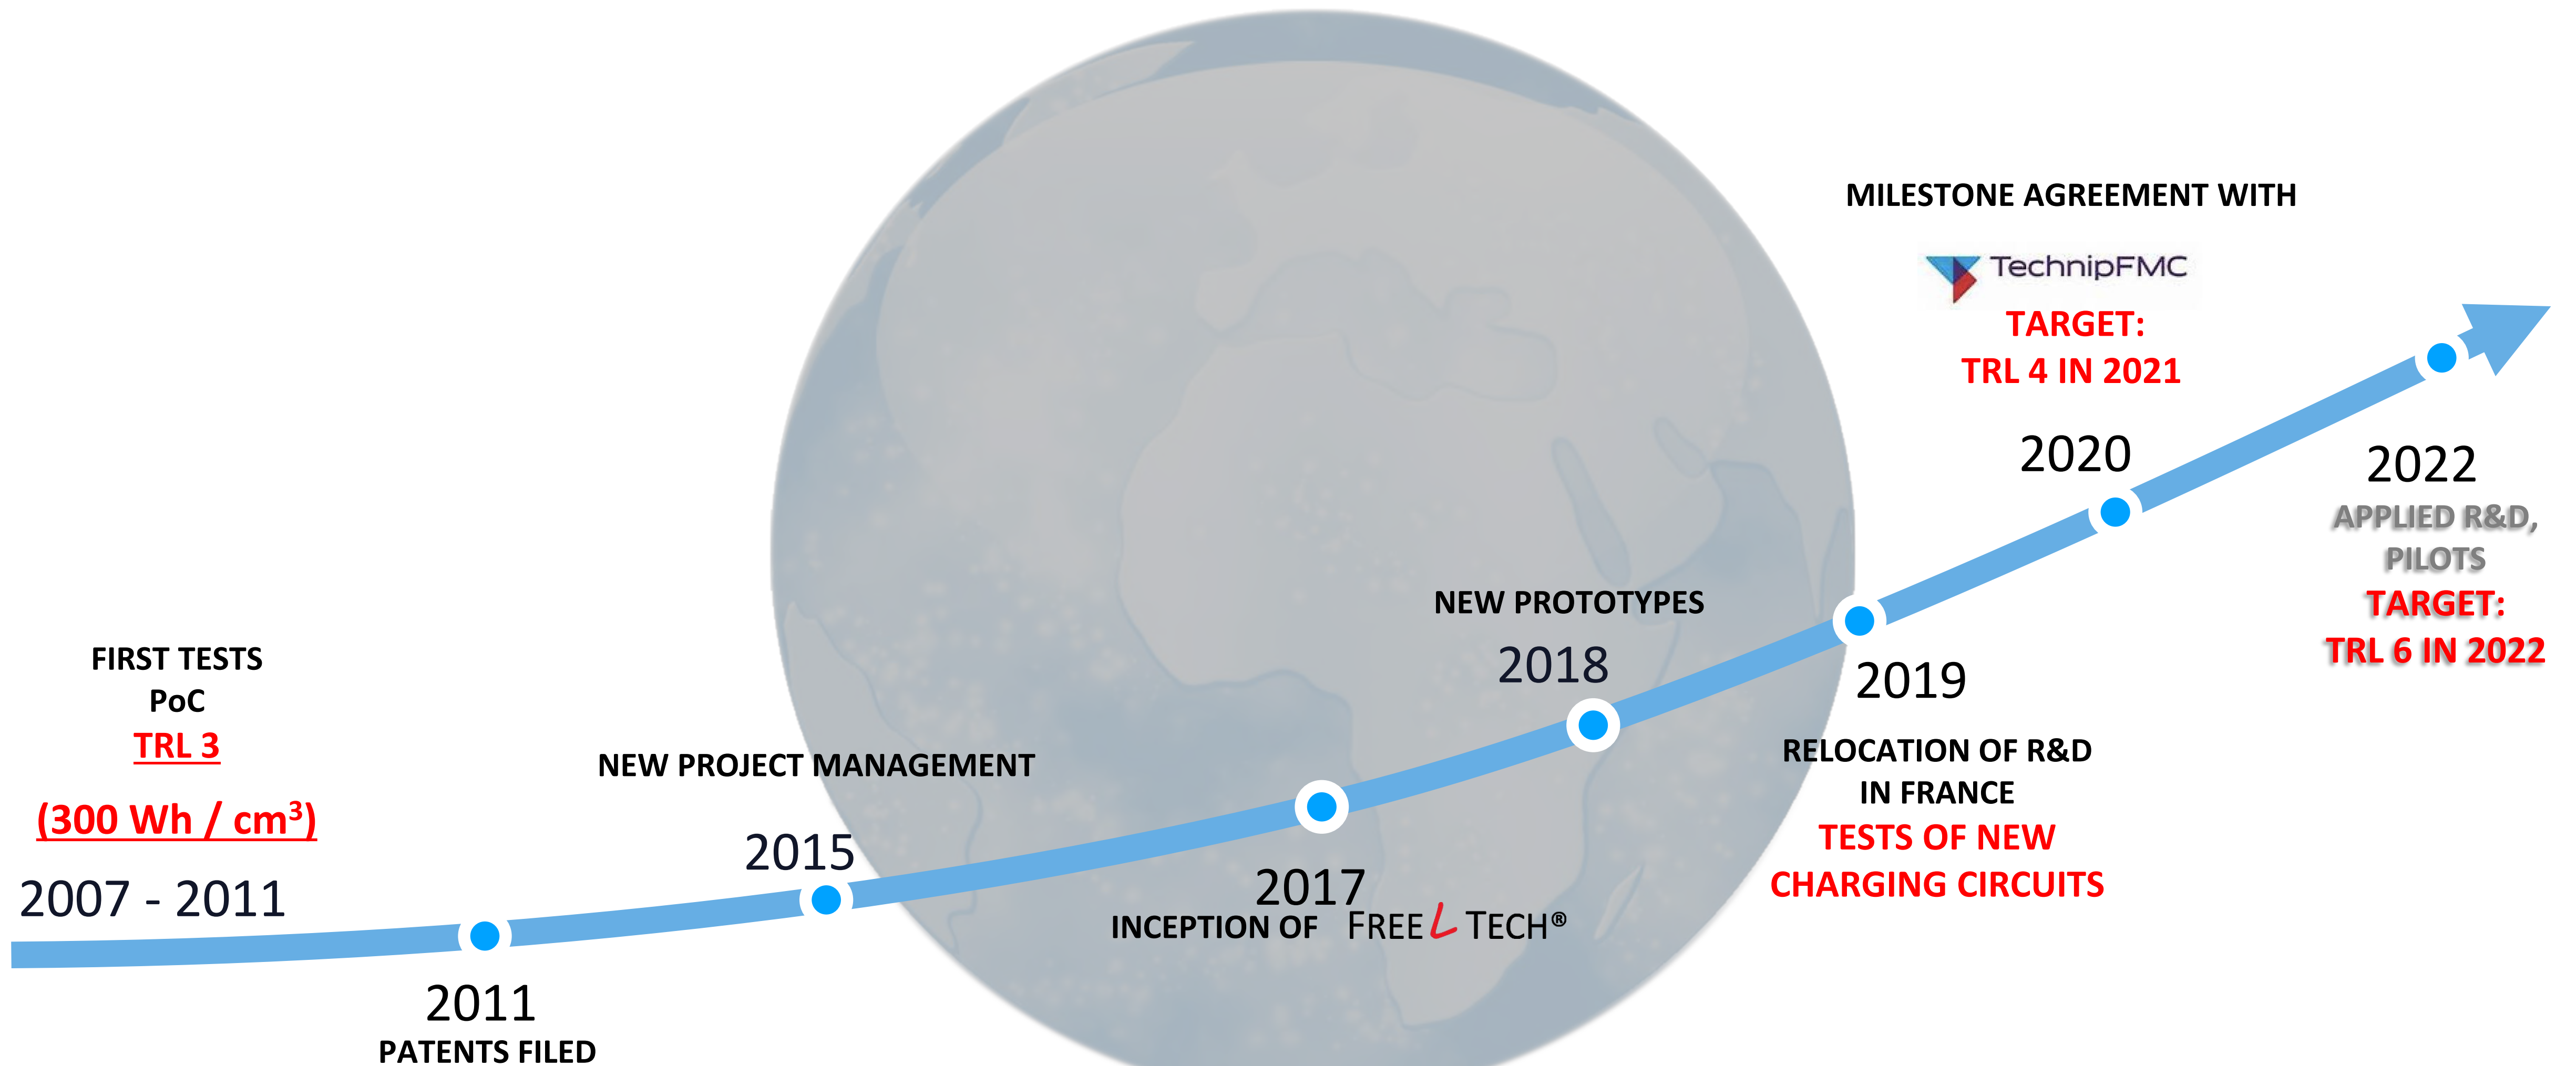 FIRST TESTS
PoC
TRL 3
(300 Wh / cm³)
2007 - 2011
2011
PATENTS FILED
NEW PROJECT MANAGEMENT
2015
2017
INCEPTION OF FREE L TECH®
NEW PROTOTYPES
2018
2019
RELOCATION OF R&D
IN FRANCE
TESTS OF NEW
CHARGING CIRCUITS
MILESTONE AGREEMENT WITH
TechnipFMC
TARGET:
TRL 4 IN 2021
2020
2022
APPLIED R&D,
PILOTS
TARGET:
TRL 6 IN 2022